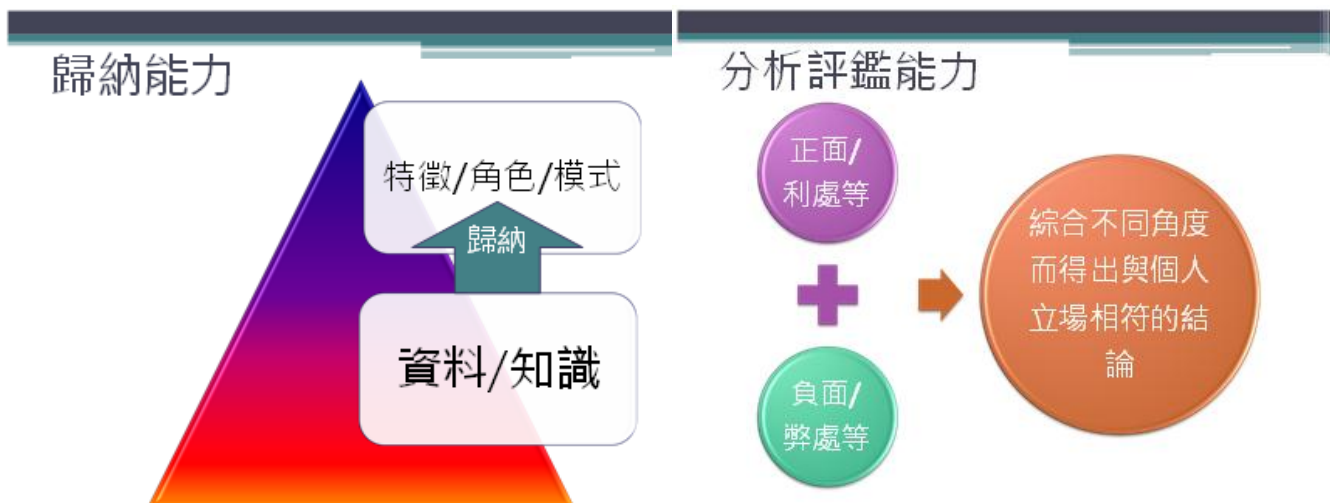 歸納能力
特徵/角色/模式
歸納
資料/知識
分析評鑑能力
正面/
利處等
負面/
弊處等
綜合不同角度
而得出與個人
立場相符的結
論